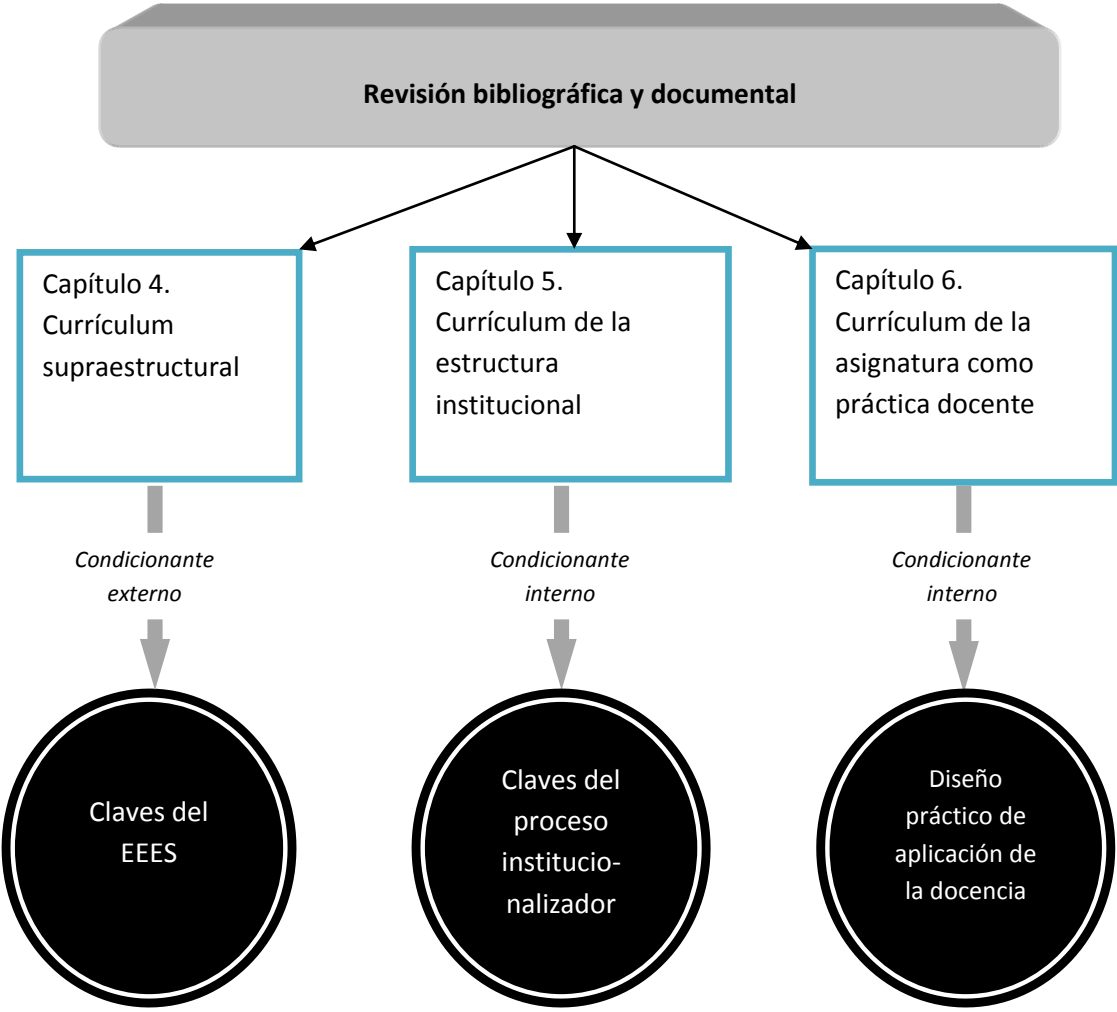 Revisión bibliográfica y documental
Capítulo 4.
Currículum
supraestructural
Capítulo 5.
Currículum de la
estructura
institucional
Capítulo 6.
Currículum de la
asignatura como
práctica docente
Condicionante
externo
Condicionante
interno
Condicionante
interno
Claves del
EEES
Claves del
proceso
institucio-
nalizador
Diseño
práctico de
aplicación de
la docencia